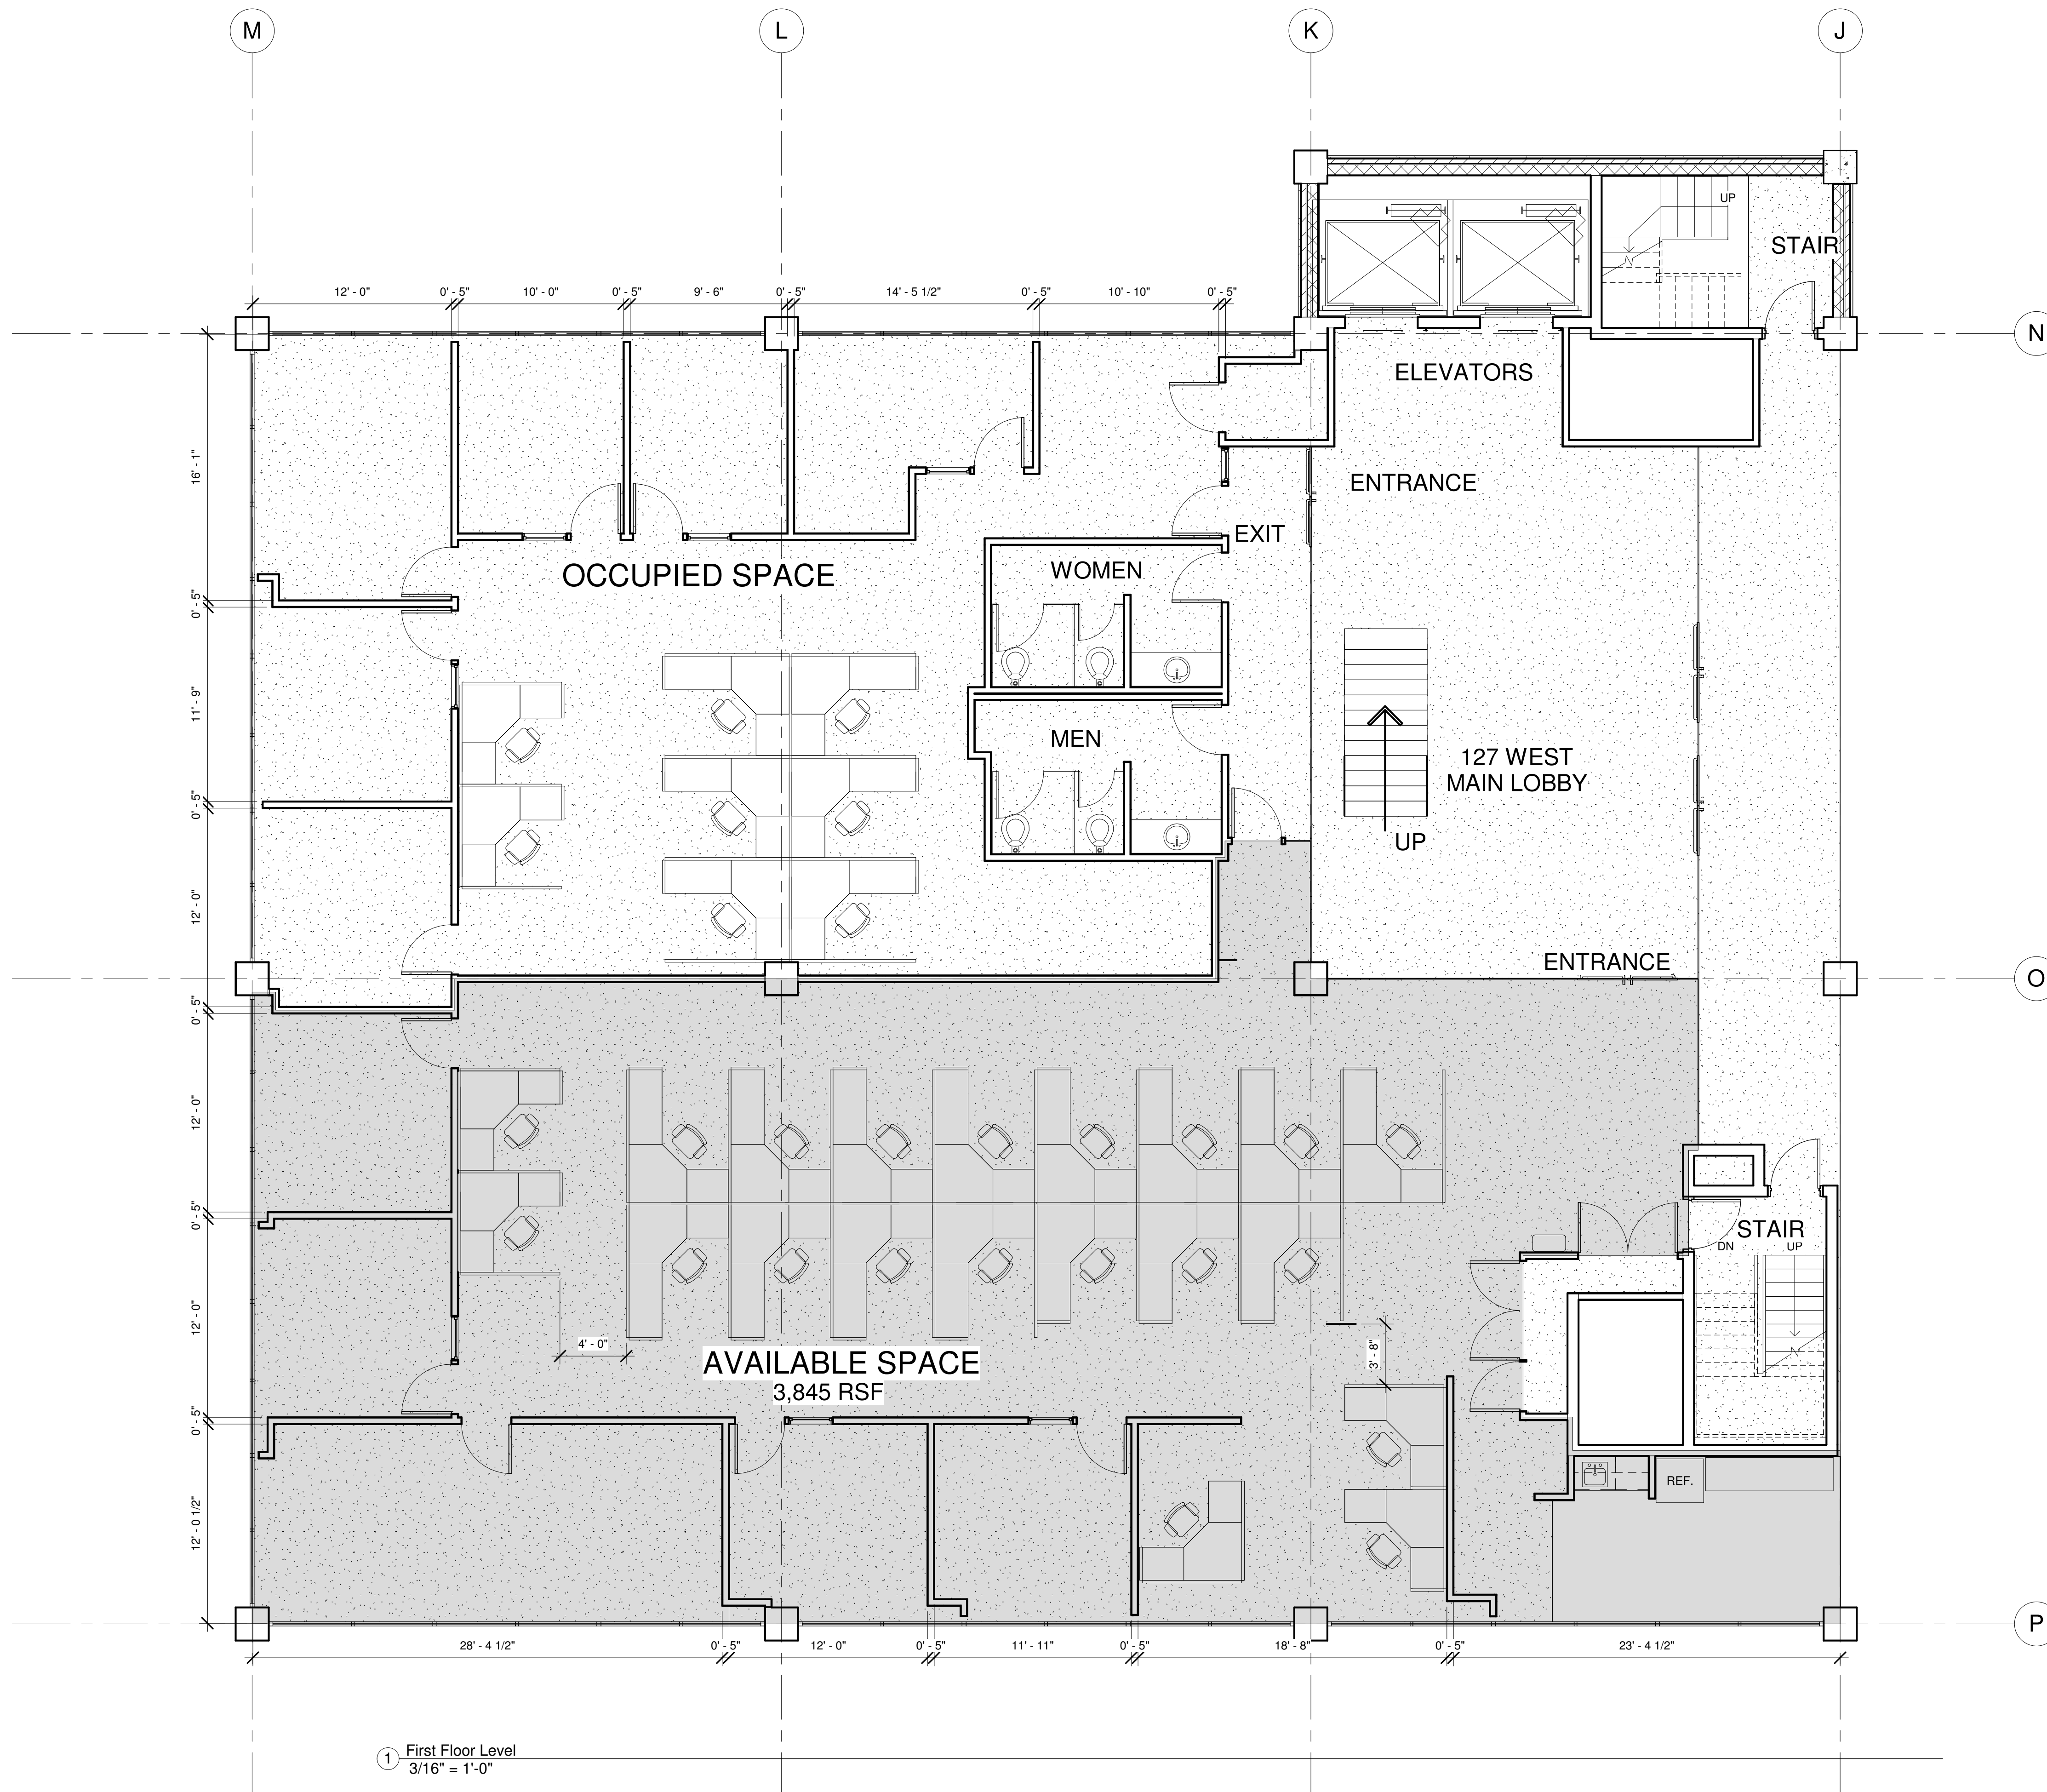 M
L
K
J
UP
STAIR
12' - 0"
0' - 5"
10' - 0"
0' - 5"
9' - 6"
0' - 5"
14' - 5 1/2"
0' - 5"
10' - 10"
0' - 5"
N
ELEVATORS
16' - 1"
ENTRANCE
EXIT
OCCUPIED SPACE
WOMEN
0' - 5"
11' - 9"
MEN
127 WEST
MAIN LOBBY
0' - 5"
UP
12' - 0"
ENTRANCE
O
0' - 5"
12' - 0"
0' - 5"
STAIR
DN
UP
12' - 0"
4' - 0"
3' - 8"
AVAILABLE SPACE
3,845 RSF
0' - 5"
REF.
12' - 0 1/2"
P
28' - 4 1/2"
0' - 5"
12' - 0"
0' - 5"
11' - 11"
0' - 5"
18' - 8"
0' - 5"
23' - 4 1/2"
1
First Floor Level
3/16" = 1'-0"